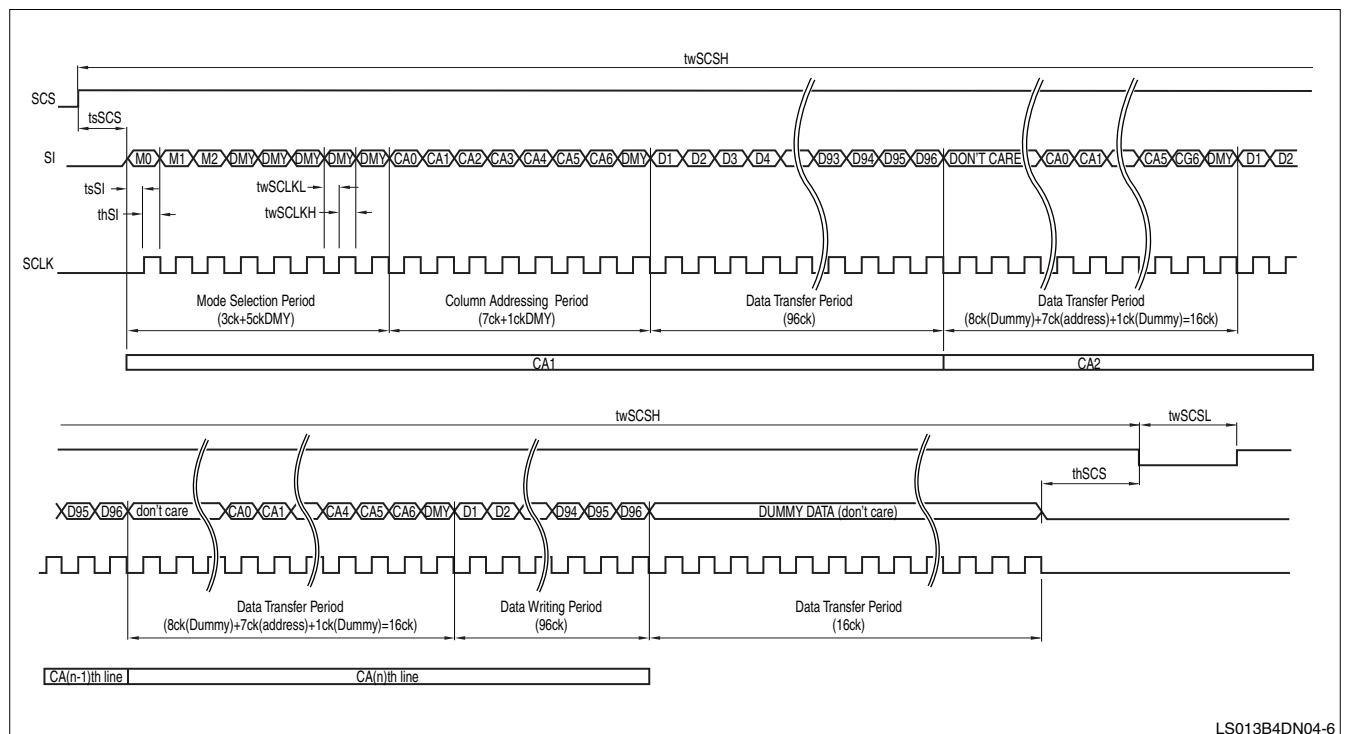 twSCSH
SCS
tsSCS
SI M0 M1 M2 DMY DMY DMY DMY DMY CA0 CA1 CA2 CA3 CA4 CA5 CA6 DMY D1 D2 D3 D4 D93 D94 D95 D96 DON'T CARE CA0 CA1 CA5 CG6 DMY D1 D2
tsSI twSCLKL
thSI twSCLKH
SCLK
Mode Selection Period Column Addressing Period Data Transfer Period Data Transfer Period
(3ck+5ckDMY) (7ck+1ckDMY) (96ck) (8ck(Dummy)+7ck(address)+1ck(Dummy)=16ck)
CA1 CA2
twSCSH twSCSL
thSCS
D95 D96 don't care CA0 CA1 CA4 CA5 CA6 DMY D1 D2 D94 D95 D96 DUMMY DATA (don't care)
Data Transfer Period Data Writing Period Data Transfer Period
(8ck(Dummy)+7ck(address)+1ck(Dummy)=16ck) (96ck) (16ck)
CA(n-1)th line CA(n)th line
LS013B4DN04-6